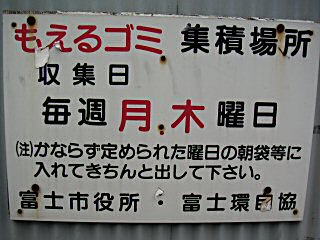 もえるゴミ 集積場所
収集日
毎週 月.木 曜日
(注)かならず定められた曜日の朝袋等に
入れてきちんと出して下さい。
富士市役所・富士環自協